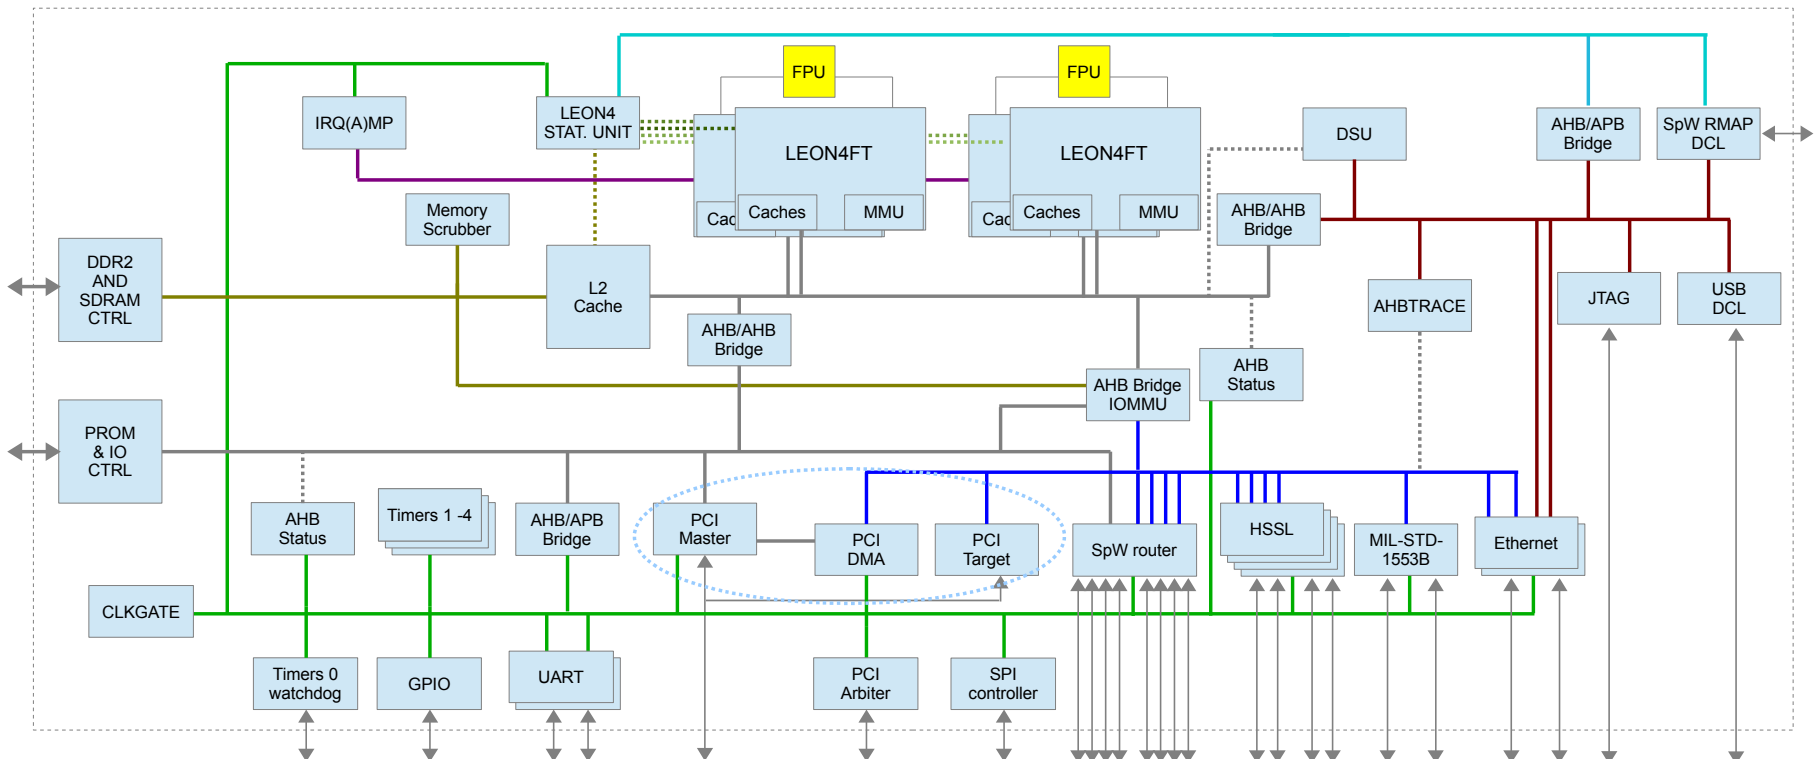 FPU
FPU
IRQ(A)MP
LEON4
STAT. UNIT
LEON4FT
Caches
MMU
Cac
LEON4FT
Caches
MMU
Cac
DSU
AHB/APB
Bridge
SpW RMAP
DCL
Memory
Scrubber
AHB/AHB
Bridge
DDR2
AND
SDRAM
CTRL
L2
Cache
AHB/AHB
Bridge
AHBTRACE
JTAG
USB
DCL
AHB Bridge
IOMMU
AHB
Status
PROM
& IO
CTRL
AHB
Status
Timers 1 -4
AHB/APB
Bridge
PCI
Master
PCI
DMA
PCI
Target
SpW router
HSSL
MIL-STD-
1553B
Ethernet
CLKGATE
Timers 0
watchdog
GPIO
UART
PCI
Arbiter
SPI
controller